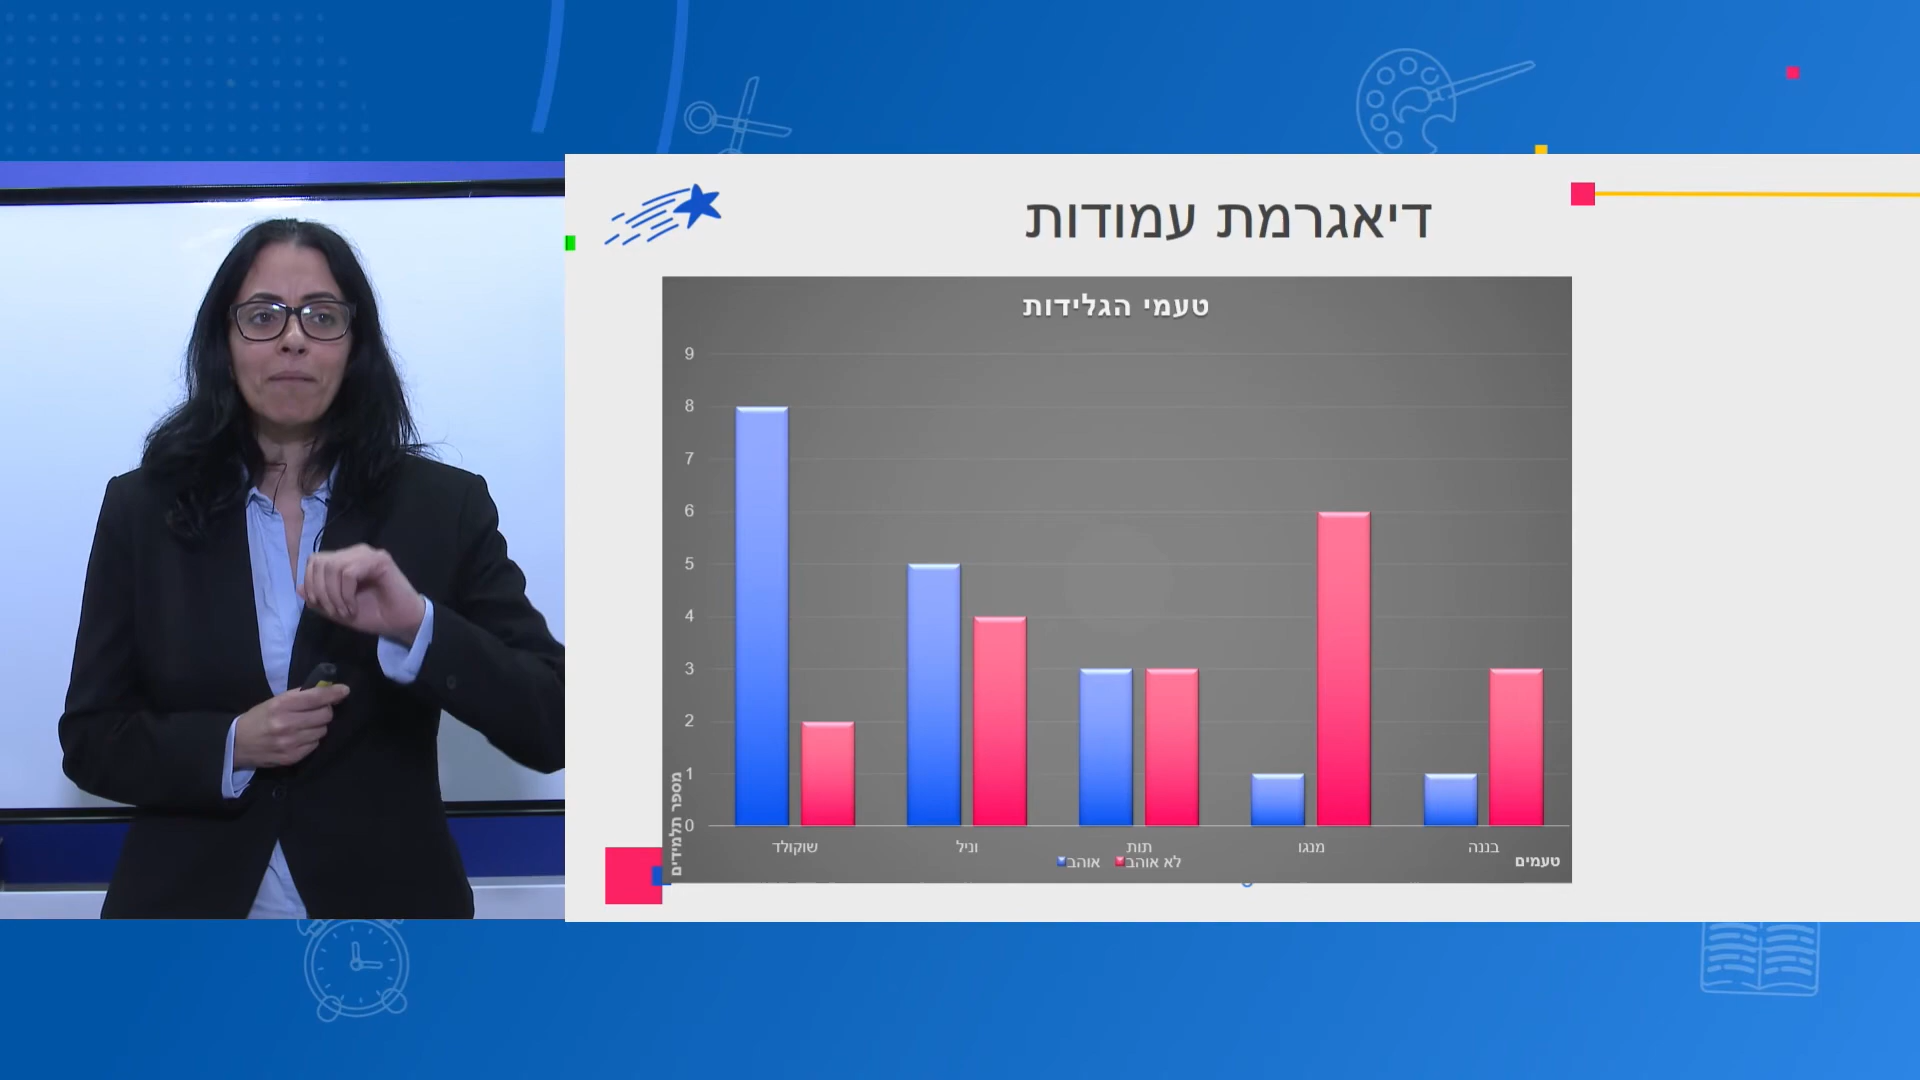 דיאגרמת עמודות
טעמי הגלידות
9
8
7
6
5
4
3
2
1
0
מספר תלמידים
שוקולד
וניל
תות
מנגו
בננה
אוהב
לא אוהב
טעמים